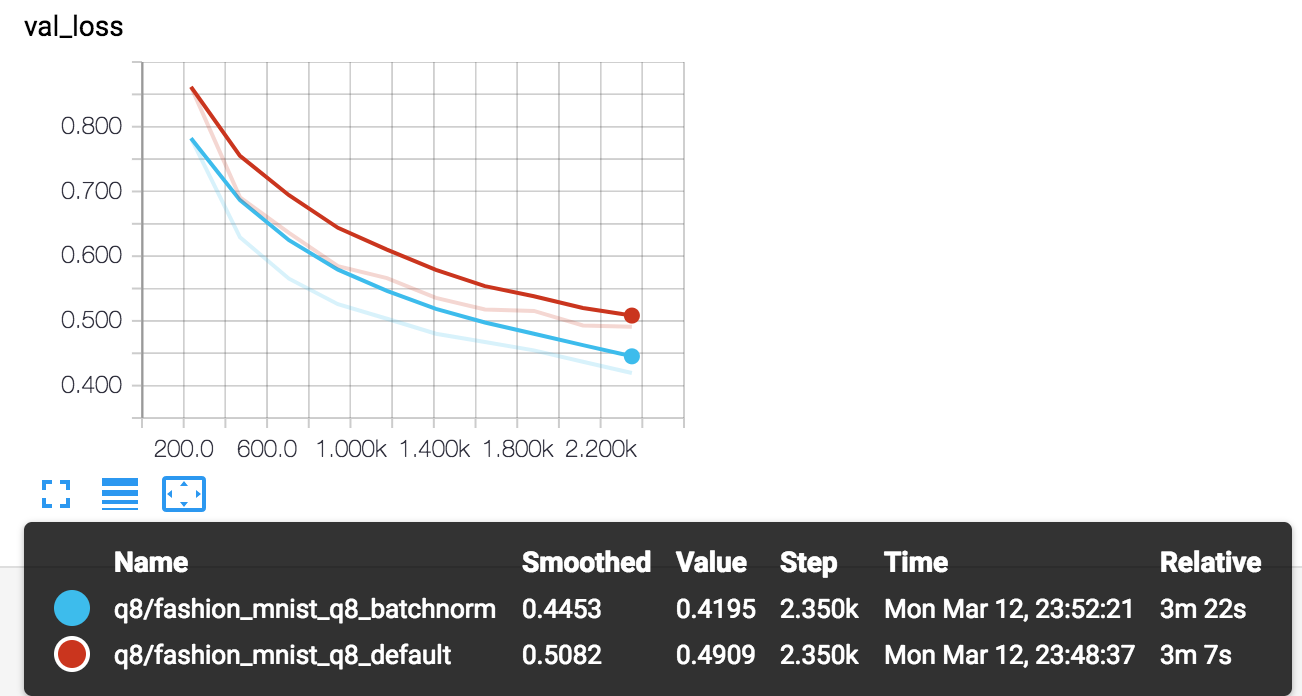 val_loss
0.800
0.700
0.600
0.500
0.400
200.0 600.0 1.000k 1.400k 1.800k 2.200k
Name Smoothed Value Step Time Relative
q8/fashion_mnist_q8_batchnorm 0.4453 0.4195 2.350k Mon Mar 12, 23:52:21 3m 22s
q8/fashion_mnist_q8_default 0.5082 0.4909 2.350k Mon Mar 12, 23:48:37 3m 7s